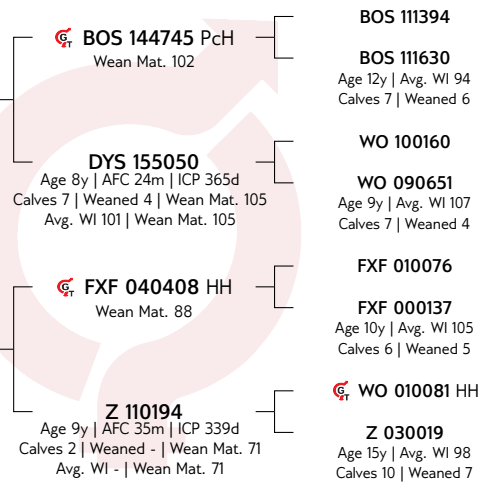 BOS 144745 PcH
Wean Mat. 102
DYS 155050
Age 8y | AFC 24m | ICP 365d
Calves 7 | Weaned 4 | Wean Mat. 105
Avg. WI 101 | Wean Mat. 105
FXF 040408 HH
Wean Mat. 88
Z 110194
Age 9y | AFC 35m | ICP 339d
Calves 2 | Weaned - | Wean Mat. 71
Avg. WI - | Wean Mat. 71
BOS 111394
BOS 111630
Age 12y | Avg. WI 94
Calves 7 | Weaned 6
WO 100160
WO 090651
Age 9y | Avg. WI 107
Calves 7 | Weaned 4
FXF 010076
FXF 000137
Age 10y | Avg. WI 105
Calves 6 | Weaned 5
GT WO 010081 HH
Z 030019
Age 15y | Avg. WI 98
Calves 10 | Weaned 7